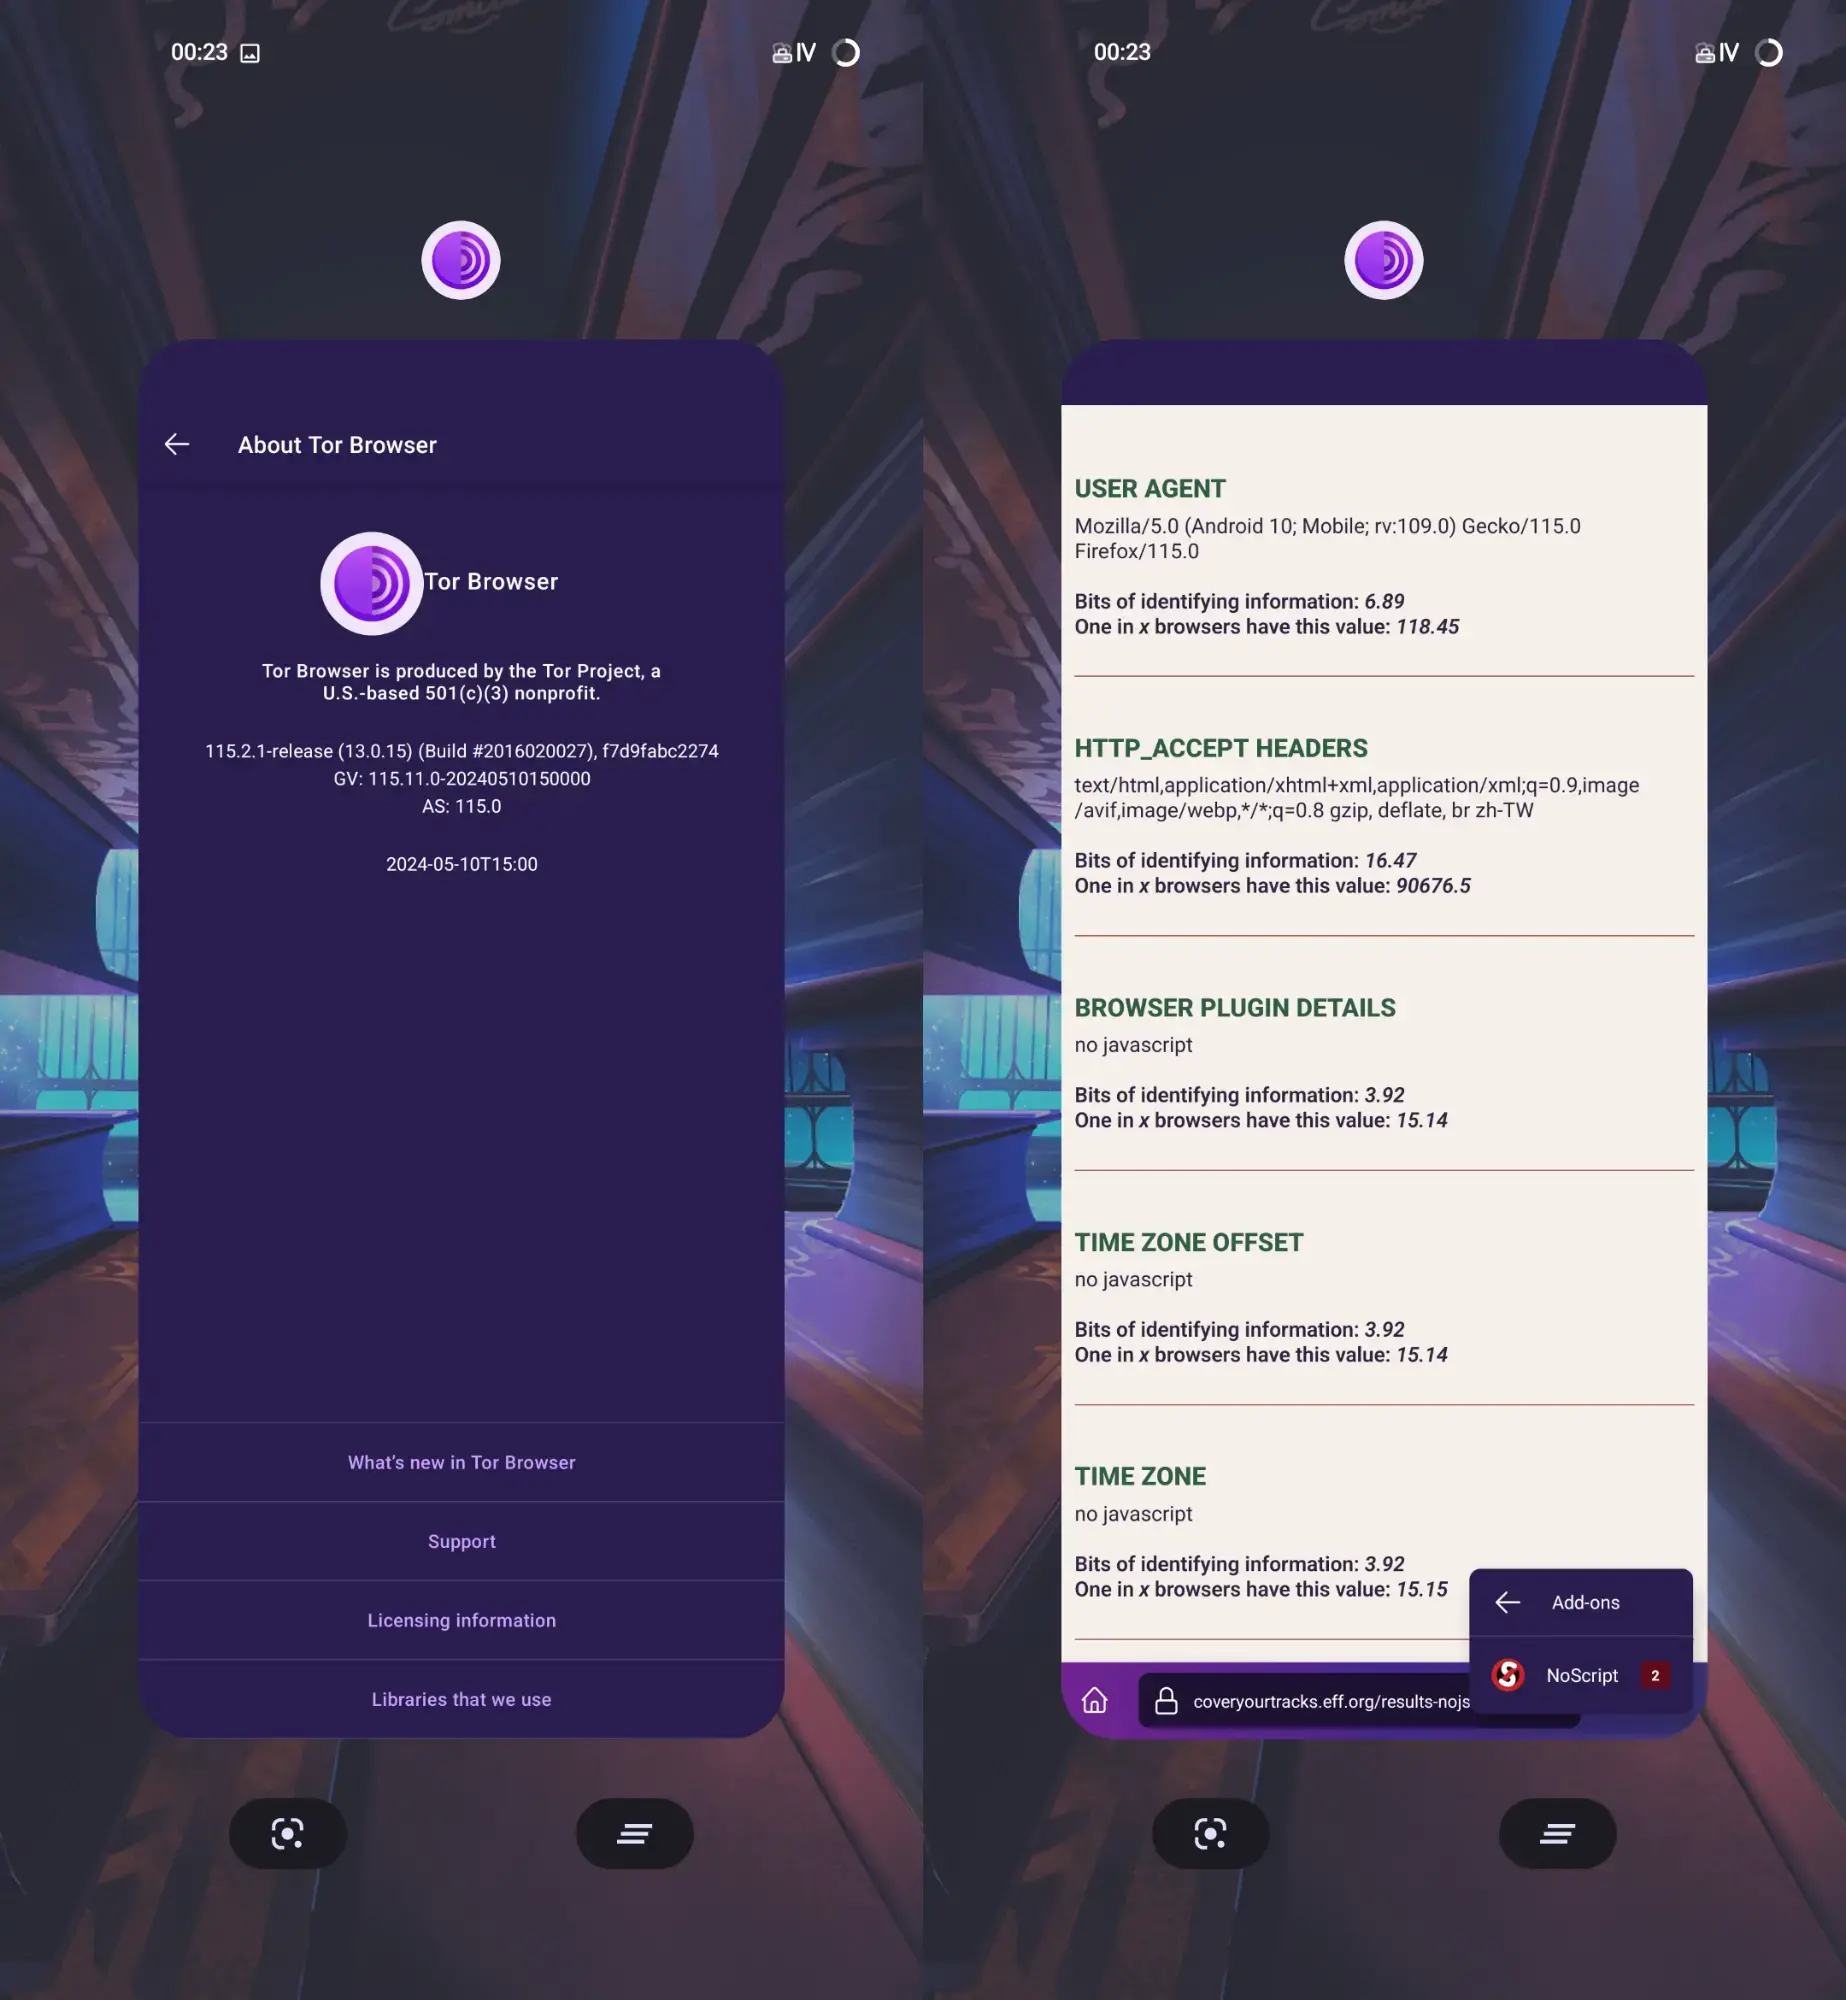 00:23
IV
About Tor Browser
Tor Browser
Tor Browser is produced by the Tor Project, a
U.S.-based 501(c)(3) nonprofit.
115.2.1-release (13.0.15) (Build #2016020027), f7d9fabc2274
GV: 115.11.0-20240510150000
AS: 115.0
2024-05-10T15:00
What's new in Tor Browser
Support
Licensing information
Libraries that we use
00:23
IV
USER AGENT
Mozilla/5.0 (Android 10; Mobile; rv:109.0) Gecko/115.0
Firefox/115.0
Bits of identifying information: 6.89
One in x browsers have this value: 118.45
HTTP_ACCEPT HEADERS
text/html,application/xhtml+xml,application/xml;q=0.9,image
/avif,image/webp,*/*;q=0.8 gzip, deflate, br zh-TW
Bits of identifying information: 16.47
One in x browsers have this value: 90676.5
BROWSER PLUGIN DETAILS
no javascript
Bits of identifying information: 3.92
One in x browsers have this value: 15.14
TIME ZONE OFFSET
no javascript
Bits of identifying information: 3.92
One in x browsers have this value: 15.14
TIME ZONE
no javascript
Bits of identifying information: 3.92
One in x browsers have this value: 15.15
Add-ons
NoScript 2
coveryourtracks.eff.org/results-nojs